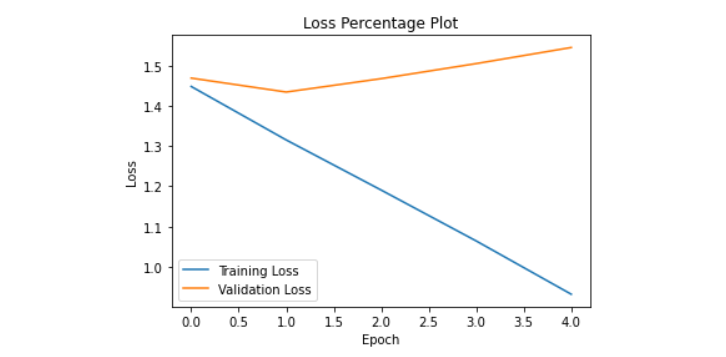 Loss Percentage Plot
1.5
1.4
1.3
1.2
1.1
1.0
Loss
Training Loss
Validation Loss
0.0 0.5 1.0 1.5 2.0 2.5 3.0 3.5 4.0
Epoch